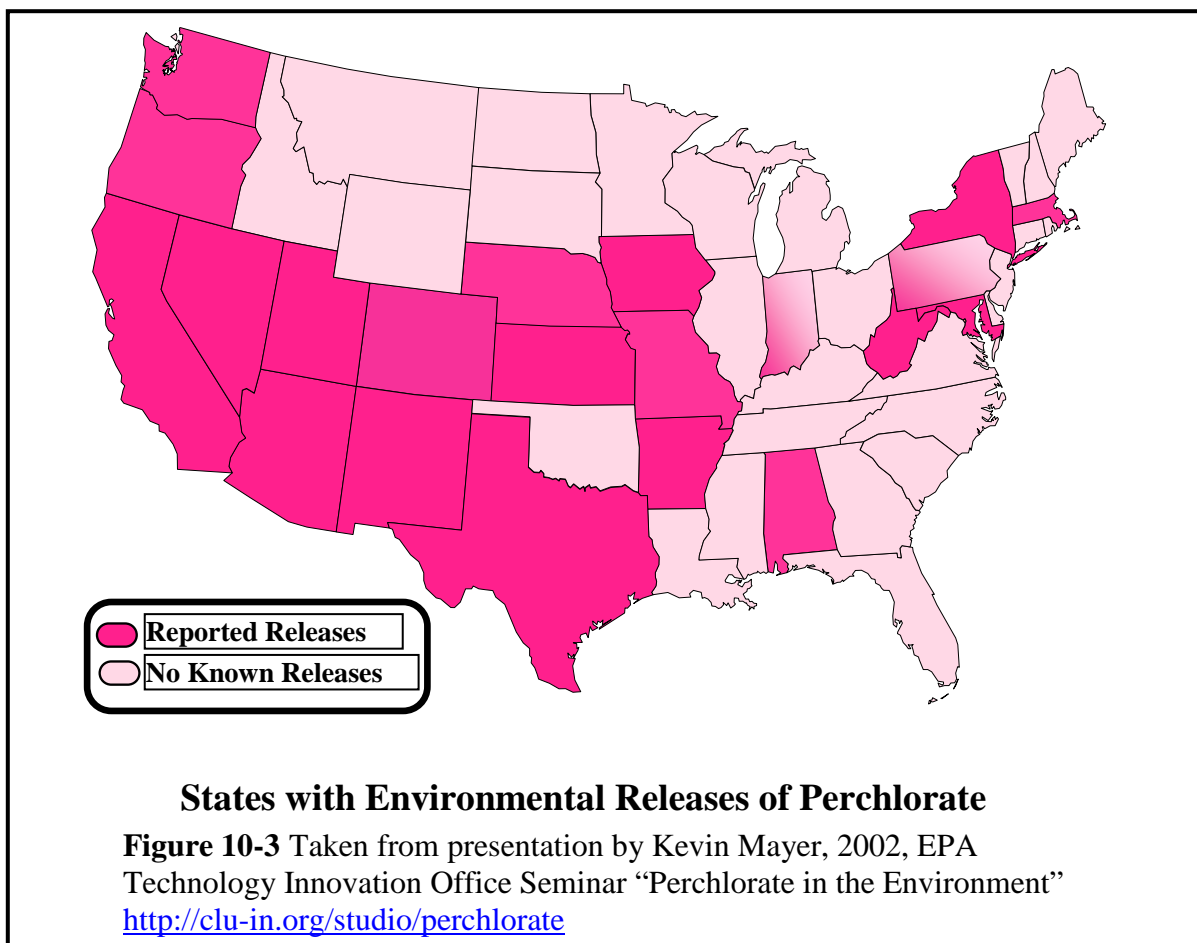 Reported Releases
No Known Releases
States with Environmental Releases of Perchlorate
Figure 10-3 Taken from presentation by Kevin Mayer, 2002, EPA
Technology Innovation Office Seminar “Perchlorate in the Environment”
http://clu-in.org/studio/perchlorate